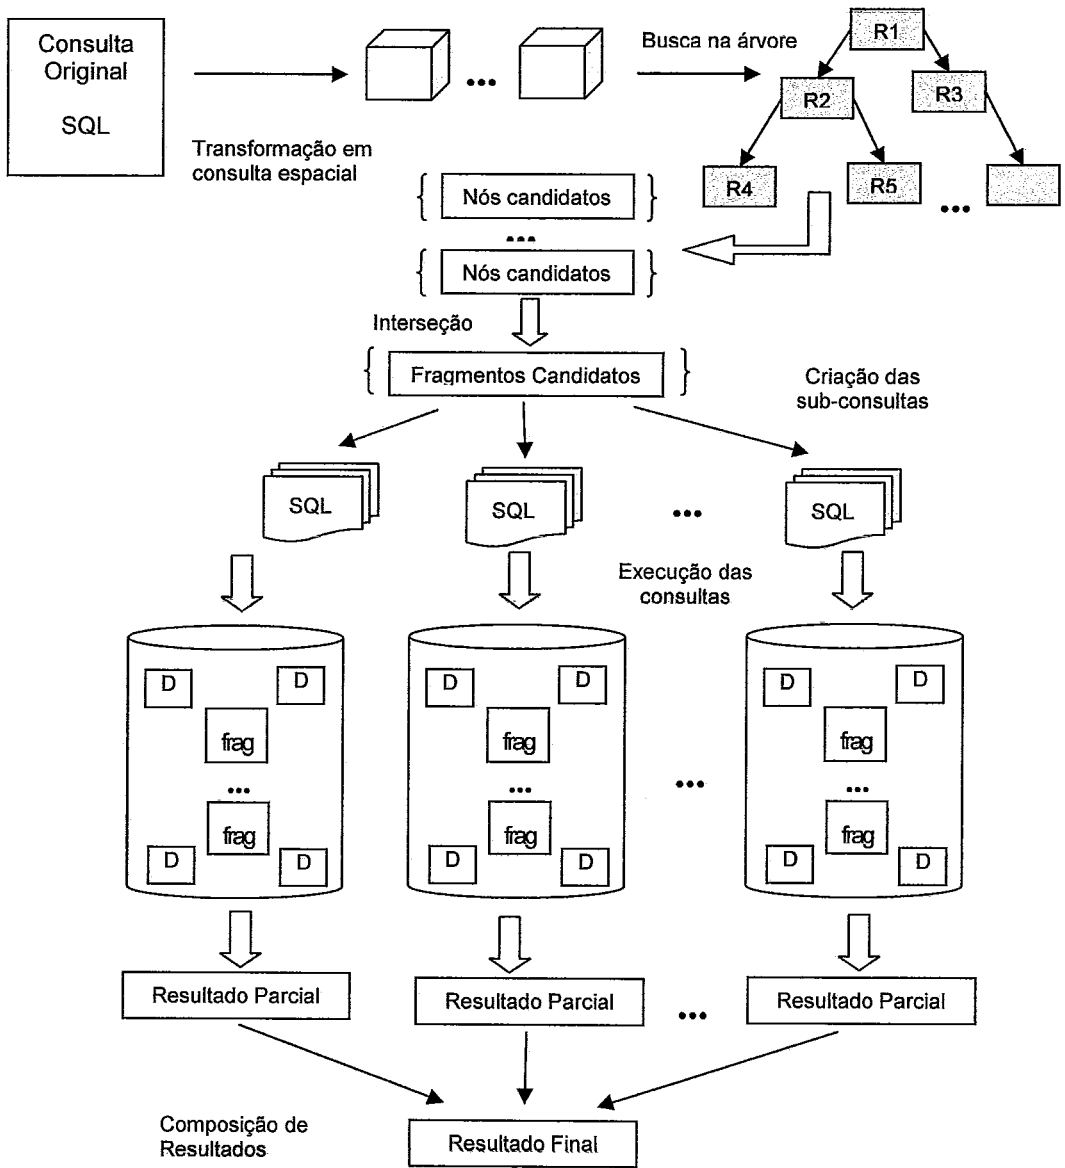 Consulta
Original
SQL
Transformação em
consulta espacial
...
Busca na árvore
R1
R2
R3
R4
R5
...
{ Nós candidatos }
...
{ Nós candidatos }
Interseção
{ Fragmentos Candidatos }
Criação das
sub-consultas
SQL
SQL
...
SQL
Execução das
consultas
D
D
frag
...
frag
D
D
D
D
frag
...
frag
D
D
...
D
D
frag
...
frag
D
D
Resultado Parcial
Resultado Parcial
...
Resultado Parcial
Composição de
Resultados
Resultado Final